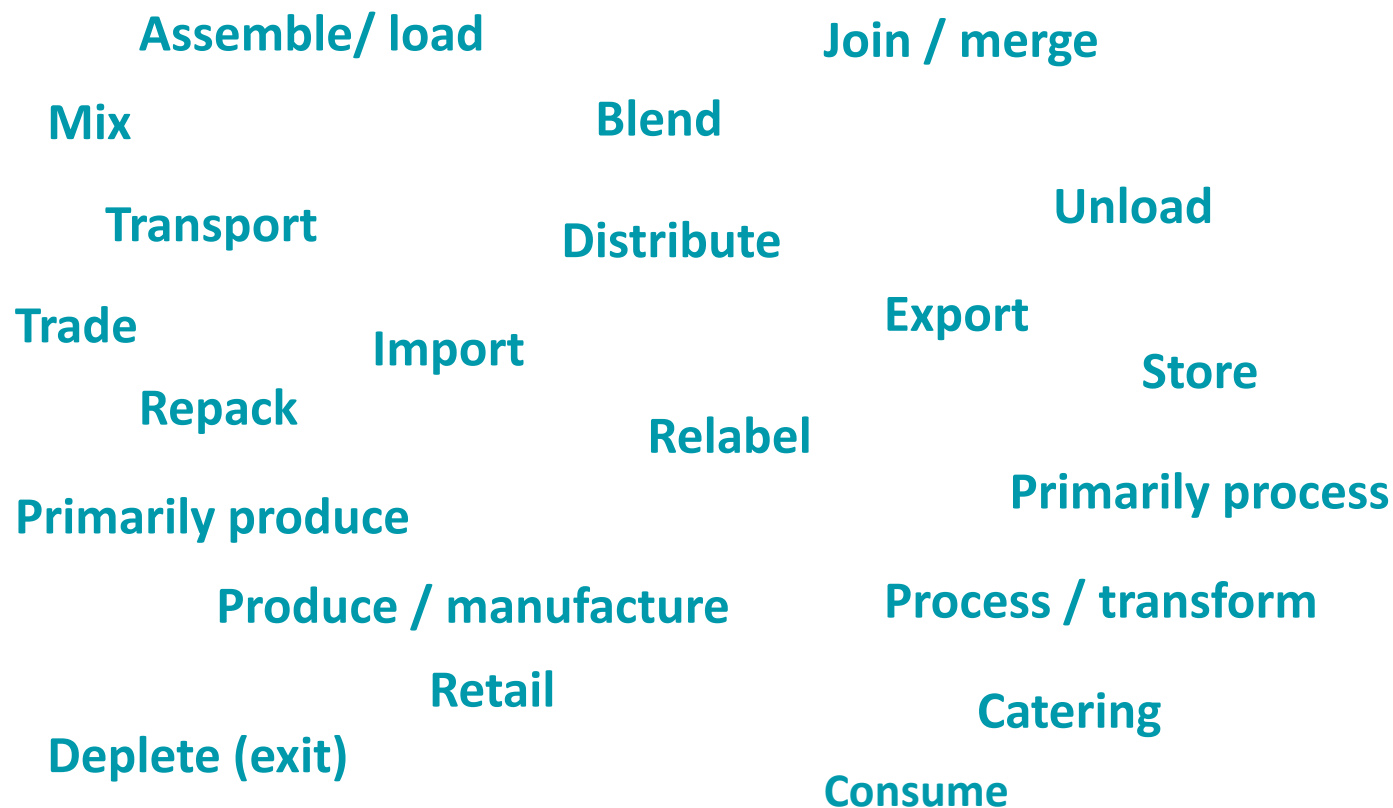 Assemble/ load
Join / merge
Mix
Blend
Transport
Distribute
Unload
Trade
Import
Export
Store
Repack
Relabel
Primarily produce
Primarily process
Produce / manufacture
Process / transform
Retail
Catering
Deplete (exit)
Consume